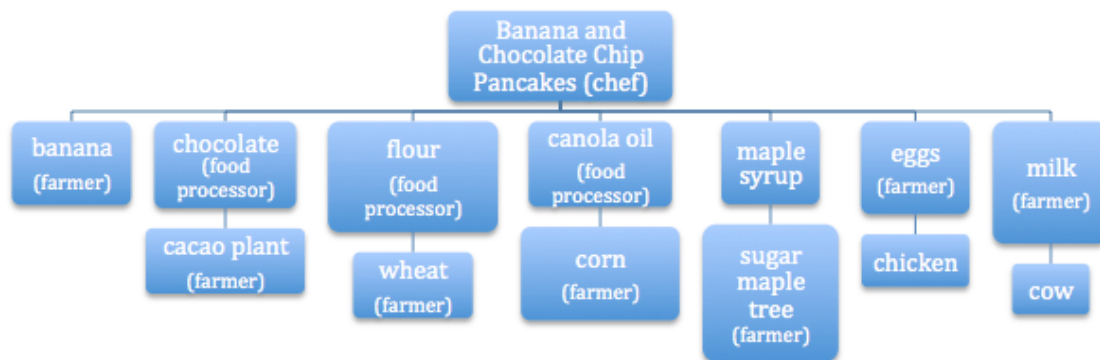 Banana and
Chocolate Chip
Pancakes (chef)
banana
(farmer)
chocolate
(food
processor)
flour
(food
processor)
canola oil
(food
processor)
maple
syrup
eggs
(farmer)
milk
(farmer)
cacao plant
(farmer)
wheat
(farmer)
corn
(farmer)
sugar
maple
tree
(farmer)
chicken
cow